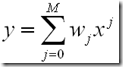 y = \sum_{j=0}^{M} w_j x^j